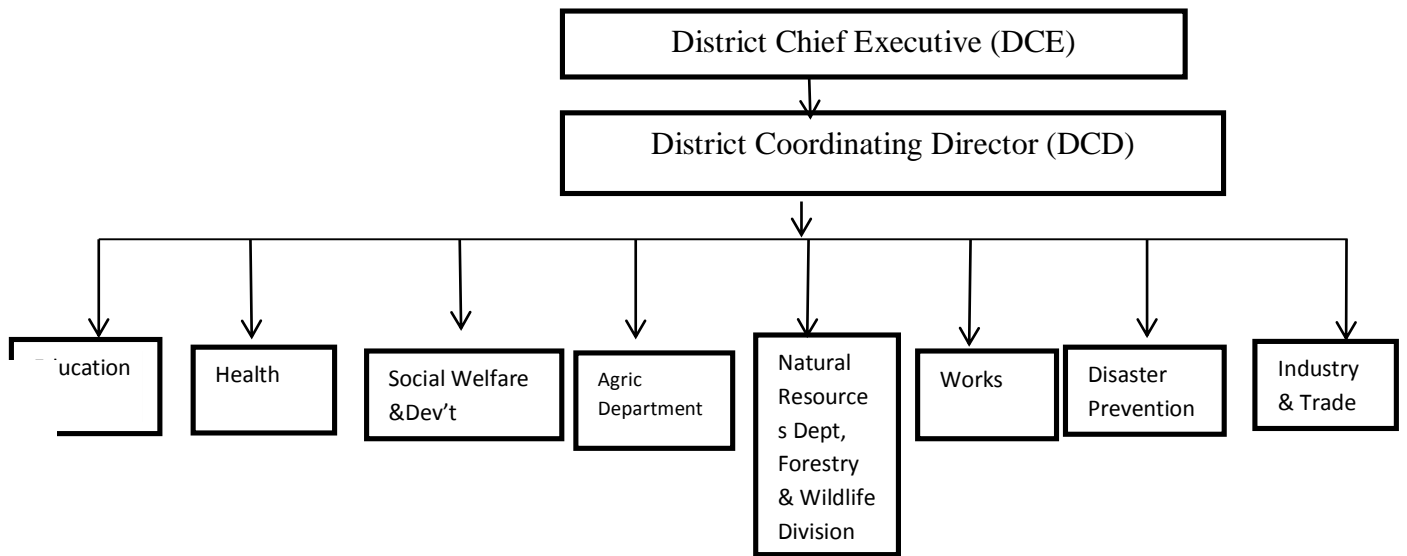 District Chief Executive (DCE)
District Coordinating Director (DCD)
ucation
Health
Social Welfare
&Dev’t
Agric
Department
Natural
Resource
s Dept,
Forestry
& Wildlife
Division
Works
Disaster
Prevention
Industry
& Trade